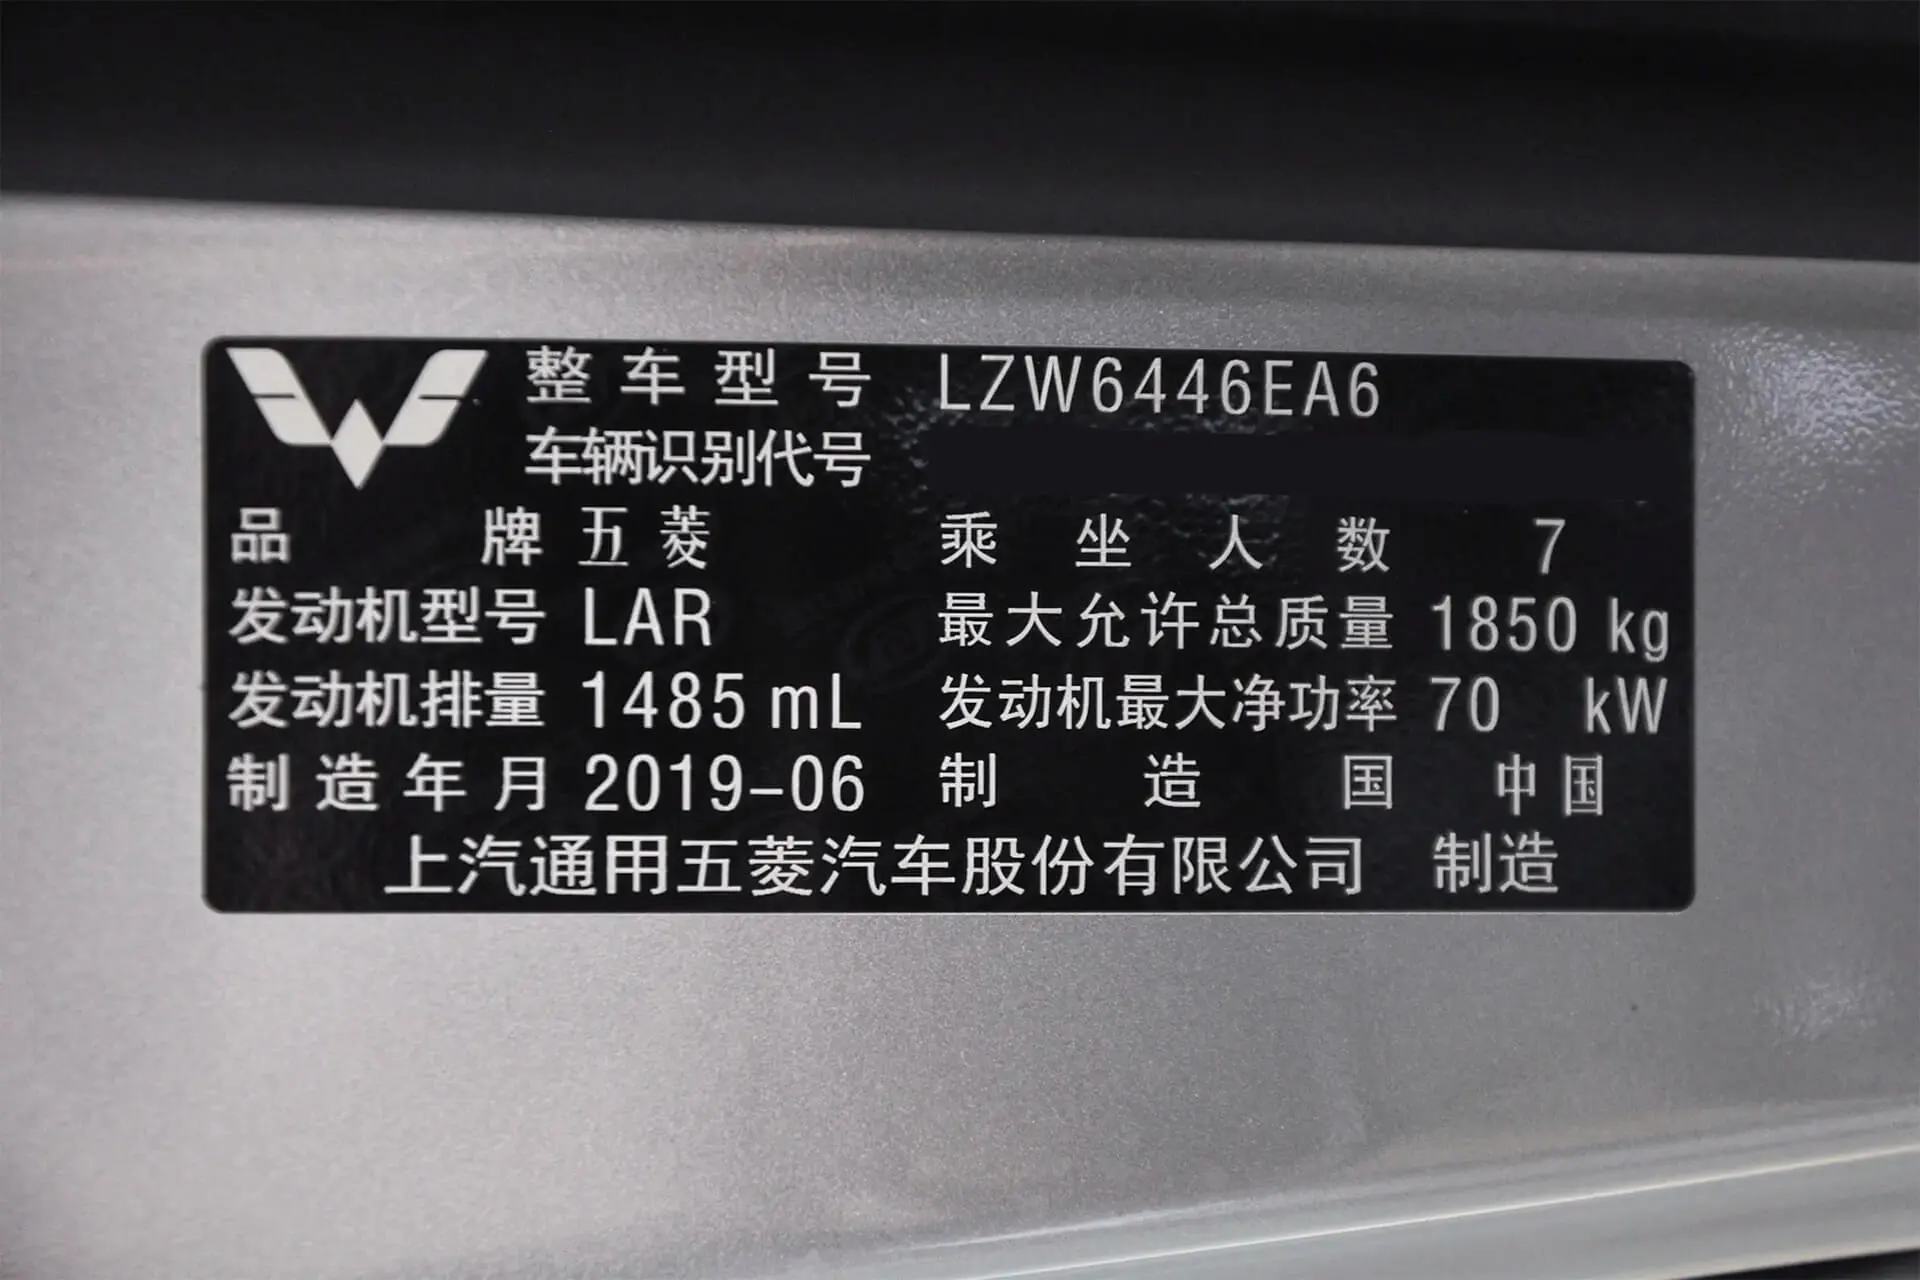 整车型号 LZW6446EA6
车辆识别代号
品牌 五菱 乘坐人数 7
发动机型号 LAR 最大允许总质量 1850 kg
发动机排量 1485 mL 发动机最大净功率 70 kW
制造年月 2019-06 制造国 中国
上汽通用五菱汽车股份有限公司 制造